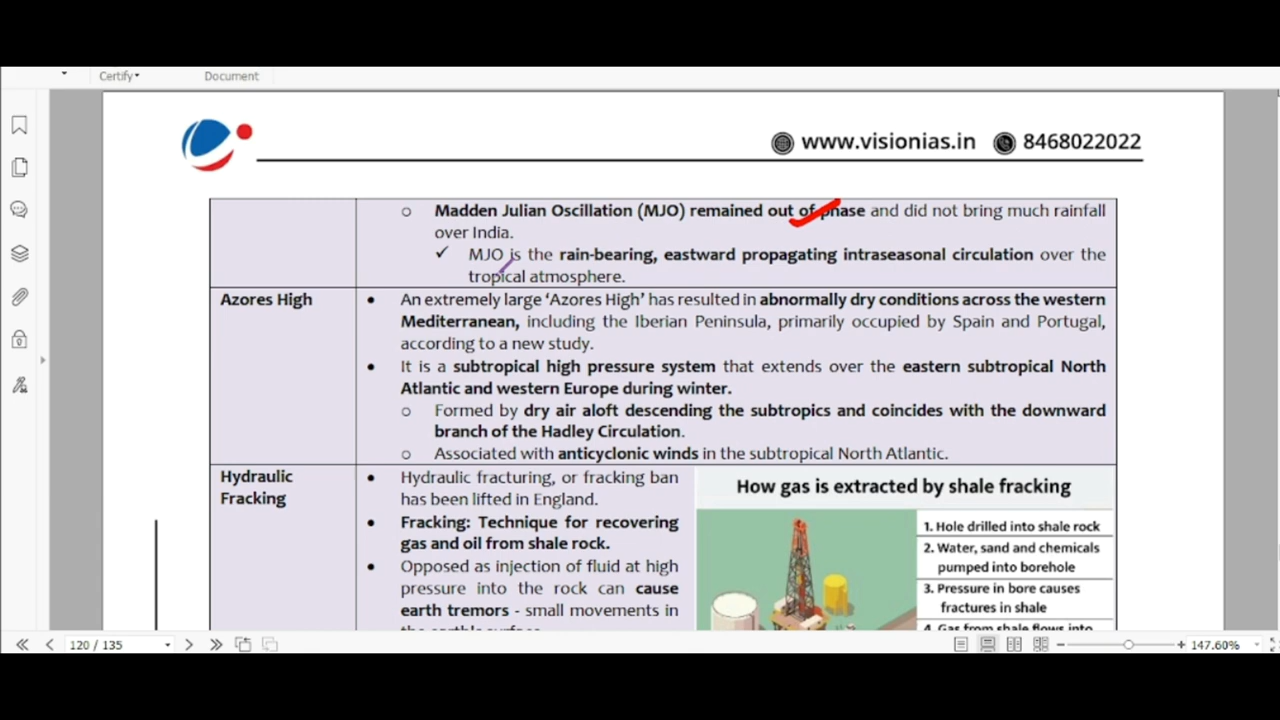 Certify
Document
www.visionias.in 8468022022
Madden Julian Oscillation (MJO) remained out of phase and did not bring much rainfall
over India.
MJO is the rain-bearing, eastward propagating intraseasonal circulation over the
tropical atmosphere.
Azores High
An extremely large ‘Azores High’ has resulted in abnormally dry conditions across the western
Mediterranean, including the Iberian Peninsula, primarily occupied by Spain and Portugal,
according to a new study.
It is a subtropical high pressure system that extends over the eastern subtropical North
Atlantic and western Europe during winter.
Formed by dry air aloft descending the subtropics and coincides with the downward
branch of the Hadley Circulation.
Associated with anticyclonic winds in the subtropical North Atlantic.
Hydraulic
Fracking
Hydraulic fracturing, or fracking ban
has been lifted in England.
Fracking: Technique for recovering
gas and oil from shale rock.
Opposed as injection of fluid at high
pressure into the rock can cause
earth tremors - small movements in
the earth's surface.
How gas is extracted by shale fracking
1. Hole drilled into shale rock
2. Water, sand and chemicals
pumped into borehole
3. Pressure in bore causes
fractures in shale
4. Gas from shale flows into
120 / 135
147.60%